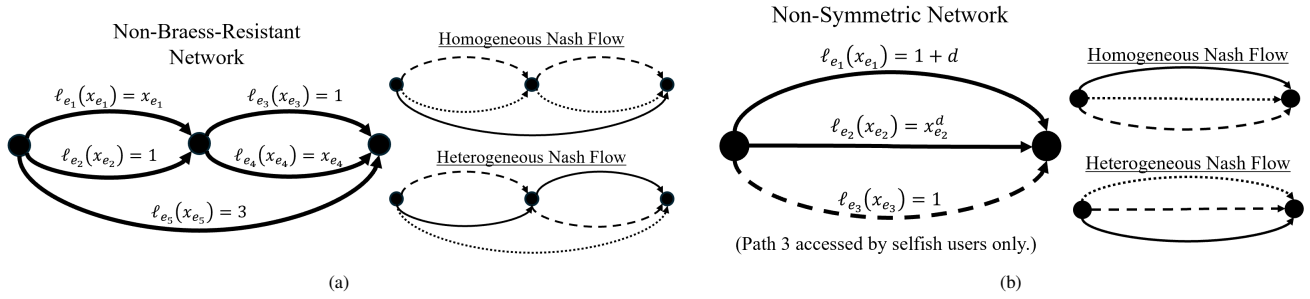 Non-Braess-Resistant
Network
ℓ_{e_1}(x_{e_1}) = x_{e_1}
ℓ_{e_3}(x_{e_3}) = 1
ℓ_{e_2}(x_{e_2}) = 1
ℓ_{e_4}(x_{e_4}) = x_{e_4}
ℓ_{e_5}(x_{e_5}) = 3
Homogeneous Nash Flow
Heterogeneous Nash Flow
(a)
Non-Symmetric Network
ℓ_{e_1}(x_{e_1}) = 1 + d
ℓ_{e_2}(x_{e_2}) = x_{e_2}^d
ℓ_{e_3}(x_{e_3}) = 1
(Path 3 accessed by selfish users only.)
Homogeneous Nash Flow
Heterogeneous Nash Flow
(b)